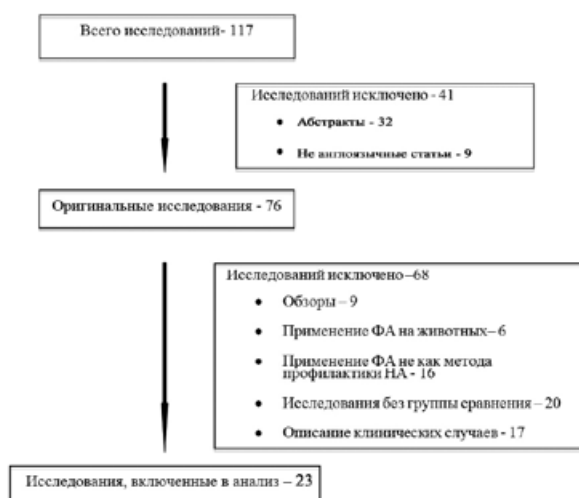 Всего исследований- 117
Исследований исключено - 41
• Абстракты - 32
• Не англоязычные статьи - 9
Оригинальные исследования - 76
Исследований исключено –68
• Обзоры – 9
• Применение ФА на животных– 6
• Применение ФА не как метода
профилактики НА - 16
• Исследования без группы сравнения – 20
• Описание клинических случаев - 17
Исследования, включенные в анализ – 23